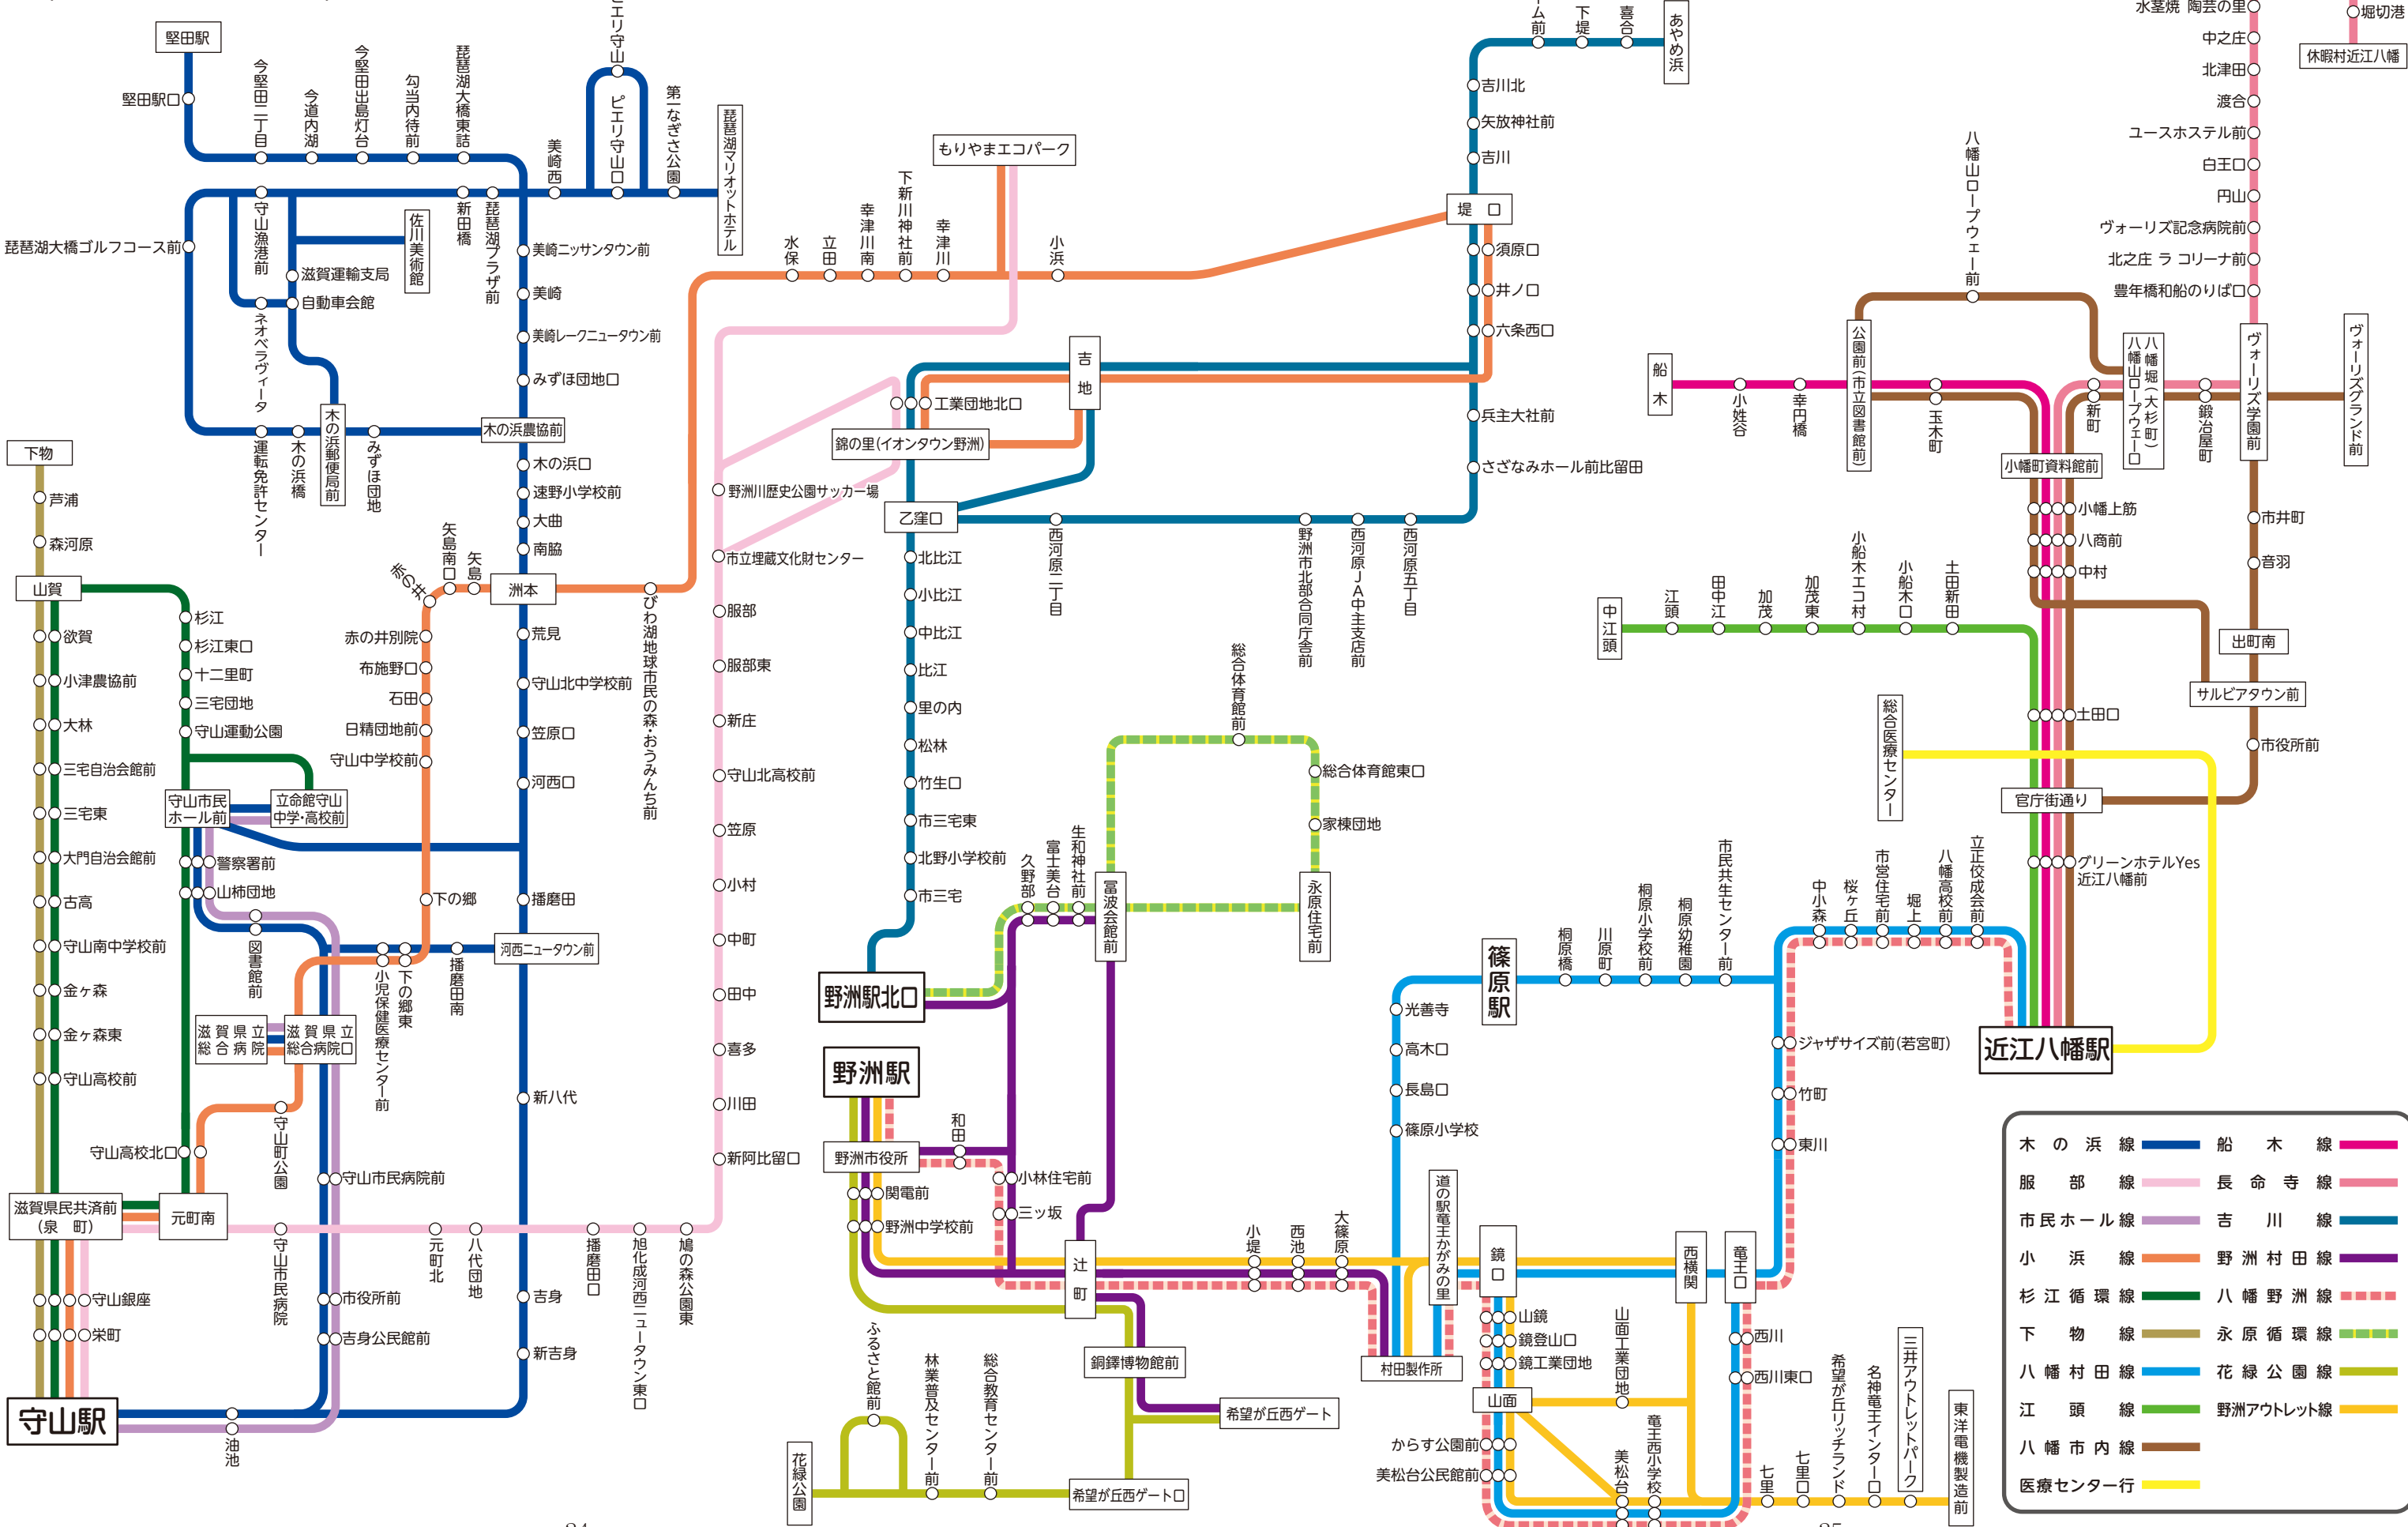 堅田駅
堅田駅口
今堅田二丁目
今道内湖
今堅田出島灯台
勾当内待前
琵琶湖大橋東詰
美崎西
ピエリ守山
ピエリ守山口
第一なぎさ公園
琵琶湖マリオットホテル
琵琶湖大橋ゴルフコース前
守山漁港前
滋賀運輸支局
自動車会館
ネオベラヴィータ
佐川美術館
新田橋
琵琶湖プラザ前
美崎ニッサンタウン前
美崎
美崎レークニュータウン前
みずほ団地口
木の浜農協前
運転免許センター
木の浜橋
木の浜郵便局前
みずほ団地
木の浜口
速野小学校前
大曲
南脇
洲本
荒見
守山北中学校前
笠原口
河西口
播磨田
河西ニュータウン前
新八代
吉身
新吉身
下物
芦浦
森河原
山賀
欲賀
小津農協前
大林
三宅自治会館前
三宅東
大門自治会館前
古高
守山南中学校前
金ヶ森
金ヶ森東
守山高校前
滋賀県民共済前
(泉　町)
守山銀座
栄町
守山駅
油池
杉江
杉江東口
十二里町
三宅団地
守山運動公園
守山市民
ホール前
立命館守山
中学・高校前
警察署前
山柿団地
図書館前
滋賀県立
総合病院
滋賀県立
総合病院口
守山町公園
守山高校北口
元町南
守山市民病院前
市役所前
吉身公民館前
赤の井
矢島南口
矢島
赤の井別院
布施野口
石田
日精団地前
守山中学校前
下の郷
小児保健医療センター前
下の郷東
播磨田南
びわ湖地球市民の森・おうみんち前
水保
立田
幸津川南
下新川神社前
幸津川
小浜
もりやまエコパーク
野洲川歴史公園サッカー場
市立埋蔵文化財センター
服部
服部東
新庄
守山北高校前
笠原
小村
中町
田中
喜多
川田
新阿比留口
守山市民病院
元町北
八代団地
播磨田口
旭化成河西ニュータウン東口
鳩の森公園東
ーム前
下堤
喜合
あやめ浜
吉川北
矢放神社前
吉川
堤　口
須原口
井ノ口
六条西口
兵主大社前
さざなみホール前比留田
吉地
工業団地北口
錦の里(イオンタウン野洲)
乙窪口
西河原二丁目
野洲市北部合同庁舎前
西河原JA中主支店前
西河原五丁目
北比江
小比江
中比江
比江
里の内
松林
竹生口
市三宅東
北野小学校前
市三宅
野洲駅北口
久野部
富士美台
生和神社前
冨波会館前
総合体育館前
総合体育館東口
家棟団地
永原住宅前
野洲駅
野洲市役所
和田
関電前
野洲中学校前
小林住宅前
三ッ坂
辻町
小堤
西池
大篠原
銅鐸博物館前
希望が丘西ゲート
希望が丘西ゲート口
総合教育センター前
林業普及センター前
ふるさと館前
花緑公園
道の駅竜王かがみの里
村田製作所
鏡口
山鏡
鏡登山口
鏡工業団地
山面
からす公園前
美松台公民館前
山面工業団地
美松台
竜王西小学校
西横関
竜王口
西川
西川東口
七里
七里口
希望が丘リッチランド
名神竜王インター口
三井アウトレットパーク
東洋電機製造前
光善寺
高木口
長島口
篠原小学校
篠原駅
桐原橋
川原町
桐原小学校前
桐原幼稚園
市民共生センター前
中小森
桜ヶ丘
市営住宅前
堀上
八幡高校前
立正佼成会前
ジャザサイズ前(若宮町)
竹町
東川
近江八幡駅
船木
小姓谷
幸円橋
公園前(市立図書館前)
玉木町
八幡山ロープウェー前
八幡堀(大杉町)
八幡山ロープウェーロ
新町
鍛冶屋町
ヴォーリズ学園前
ヴォーリズグランド前
小幡町資料館前
小幡上筋
八商前
中村
中江頭
江頭
田中江
加茂
加茂東
小船木エコ村
小船木口
土田新田
土田口
総合医療センター
官庁街通り
グリーンホテルYes
近江八幡前
市井町
音羽
出町南
サルビアタウン前
市役所前
水茎焼 陶芸の里
中之庄
北津田
渡合
ユースホステル前
白王口
円山
ヴォーリズ記念病院前
北之庄 ラ コリーナ前
豊年橋和船のりば口
堀切港
休暇村近江八幡
木の浜線
服部線
市民ホール線
小浜線
杉江循環線
下物線
八幡村田線
江頭線
八幡市内線
医療センター行
船木線
長命寺線
吉川線
野洲村田線
八幡野洲線
永原循環線
花緑公園線
野洲アウトレット線